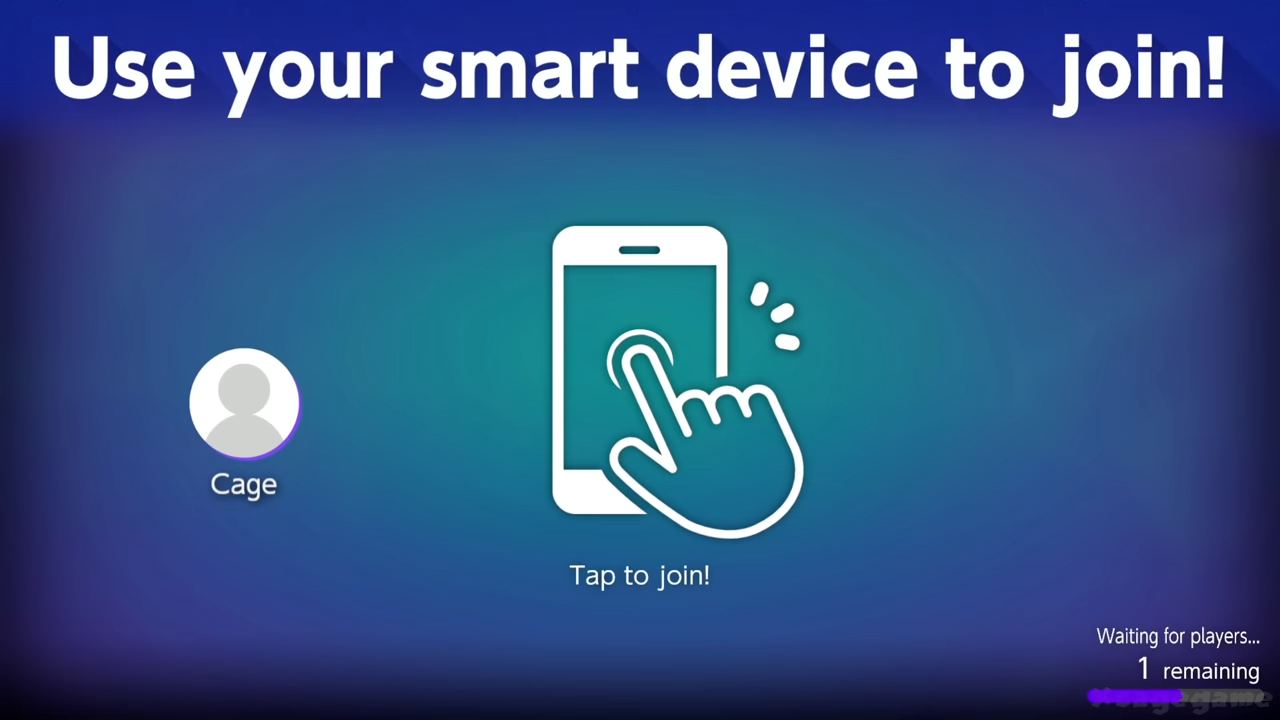 Use your smart device to join!
Cage
Tap to join!
Waiting for players...
1 remaining